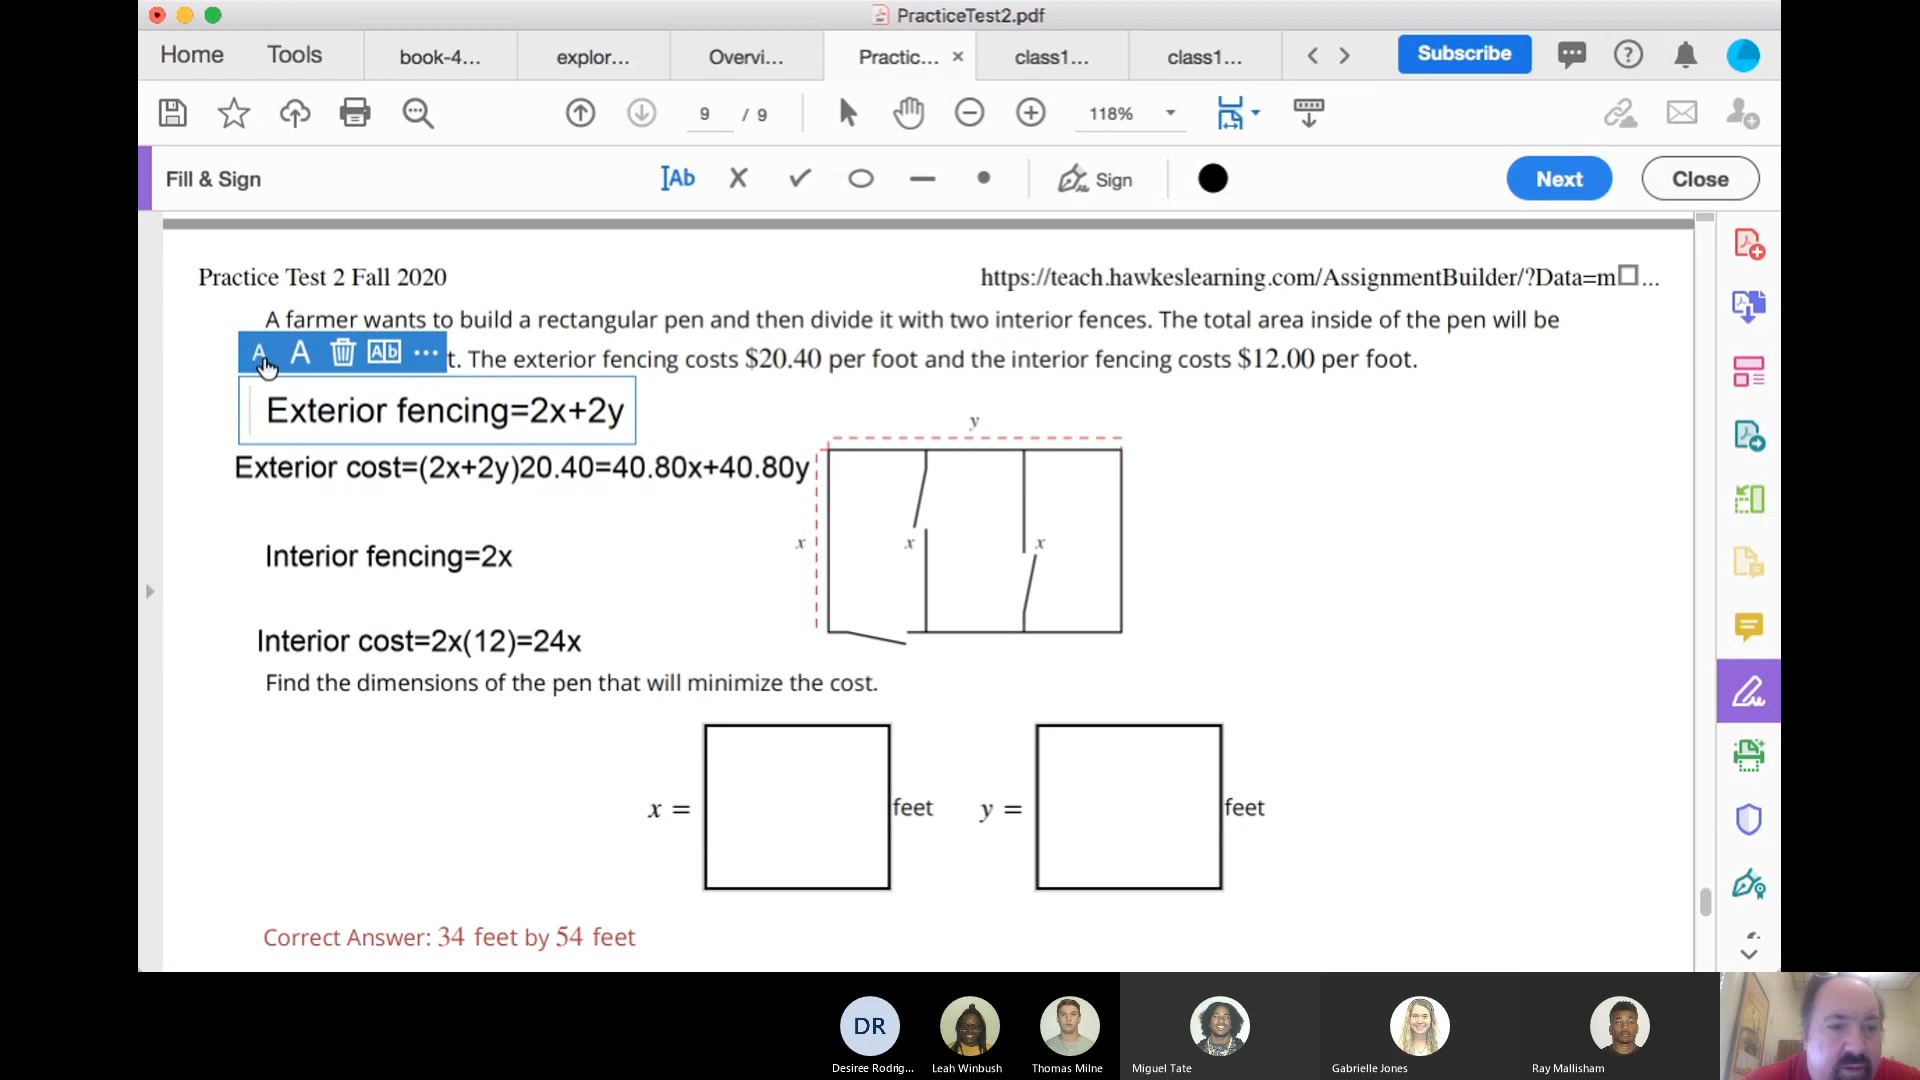 PracticeTest2.pdf
Home Tools book-4... explor... Overvi... Practic... × class1... class1... Subscribe
9 / 9 118%
Fill & Sign Ab Sign Next Close
Practice Test 2 Fall 2020 https://teach.hawkeslearning.com/AssignmentBuilder/?Data=m...
A farmer wants to build a rectangular pen and then divide it with two interior fences. The total area inside of the pen will be
t. The exterior fencing costs $20.40 per foot and the interior fencing costs $12.00 per foot.
A A Ab ...
Exterior fencing=2x+2y
y
Exterior cost=(2x+2y)20.40=40.80x+40.80y
x x x
Interior fencing=2x
Interior cost=2x(12)=24x
Find the dimensions of the pen that will minimize the cost.
x = feet y = feet
Correct Answer: 34 feet by 54 feet
DR
Desiree Rodrig... Leah Winbush Thomas Milne Miguel Tate Gabrielle Jones Ray Mallisham